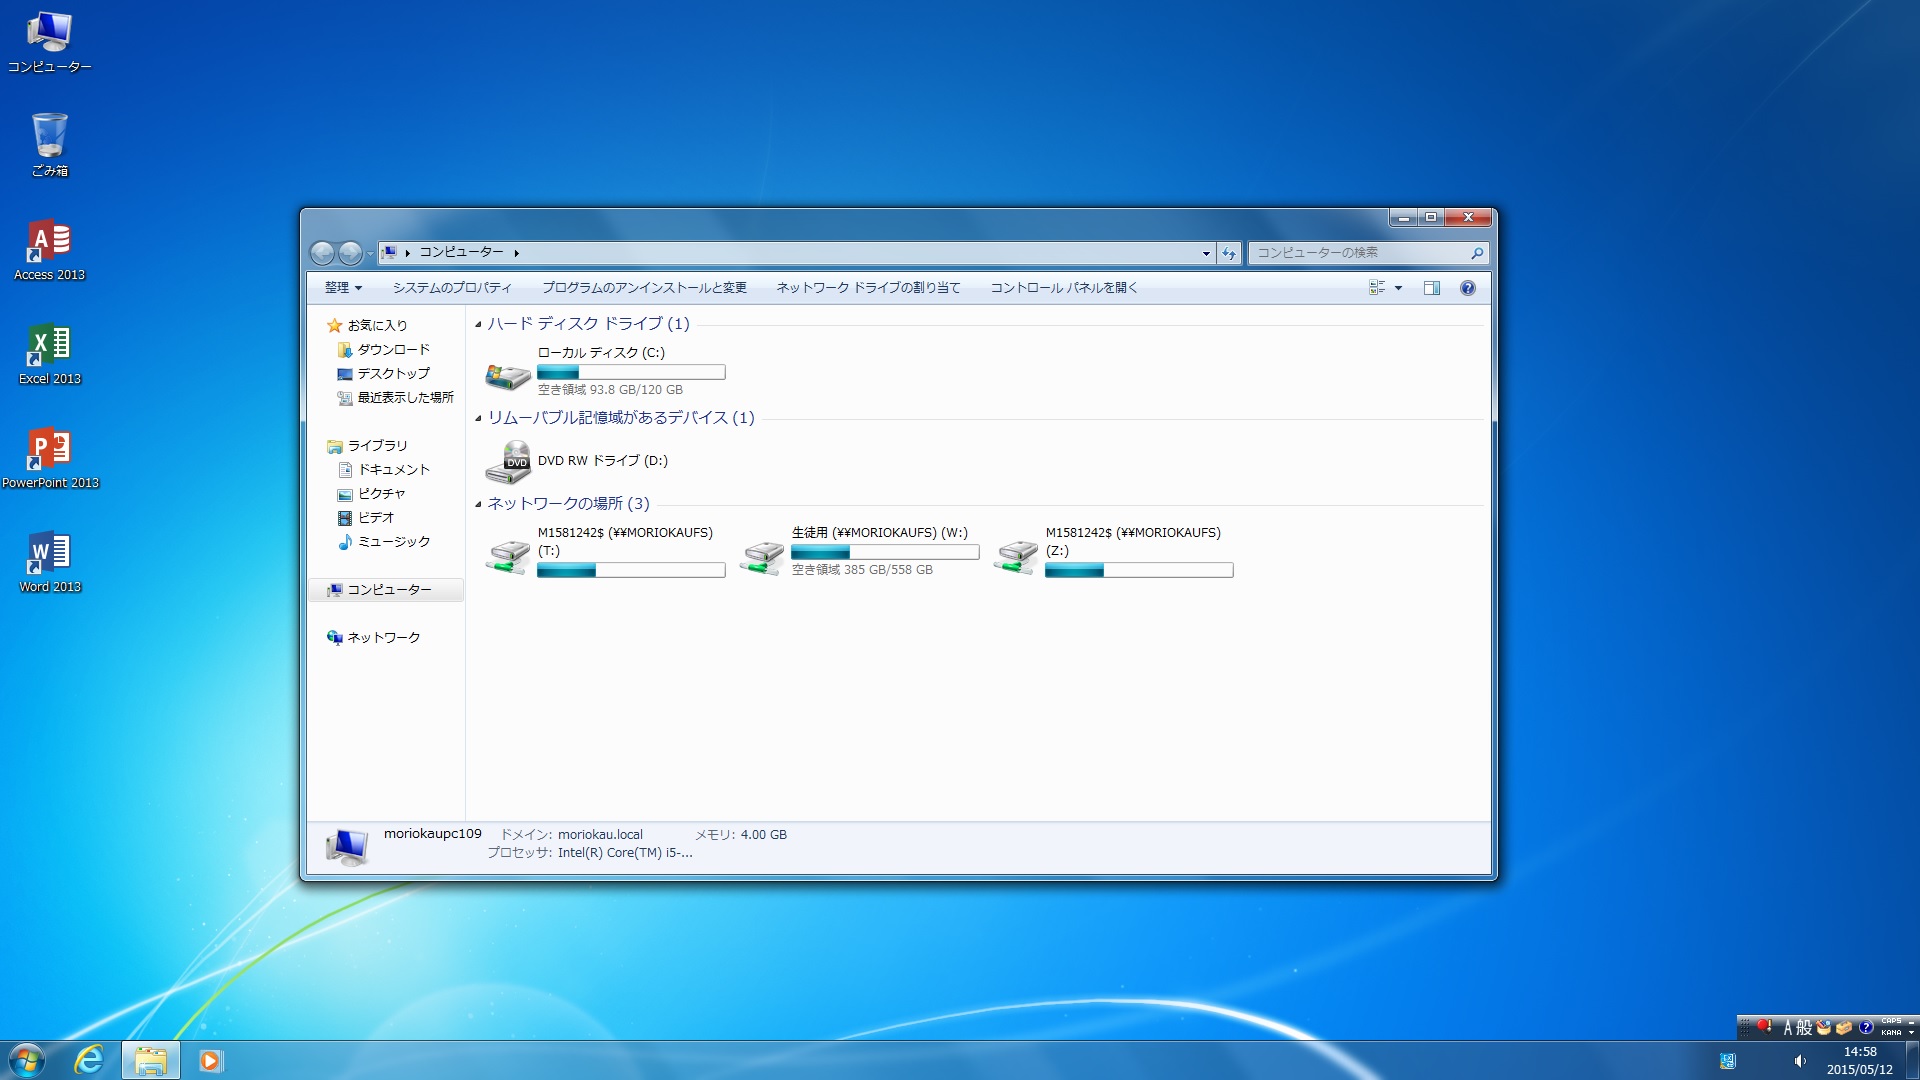 コンピューター
ごみ箱
Access 2013
Excel 2013
PowerPoint 2013
Word 2013
コンピューター
コンピューターの検索
整理
システムのプロパティ
プログラムのアンインストールと変更
ネットワーク ドライブの割り当て
コントロール パネルを開く
お気に入り
ダウンロード
デスクトップ
最近表示した場所
ライブラリ
ドキュメント
ピクチャ
ビデオ
ミュージック
コンピューター
ネットワーク
ハード ディスク ドライブ (1)
ローカル ディスク (C:)
空き領域 93.8 GB/120 GB
リムーバブル記憶域があるデバイス (1)
DVD
DVD RW ドライブ (D:)
ネットワークの場所 (3)
M1581242$ (¥¥MORIOKAUFS)
(T:)
生徒用 (¥¥MORIOKAUFS) (W:)
空き領域 385 GB/558 GB
M1581242$ (¥¥MORIOKAUFS)
(Z:)
moriokaupc109
ドメイン: moriokau.local
メモリ: 4.00 GB
プロセッサ: Intel(R) Core(TM) i5-...
A 般
CAPS
KANA
14:58
2015/05/12